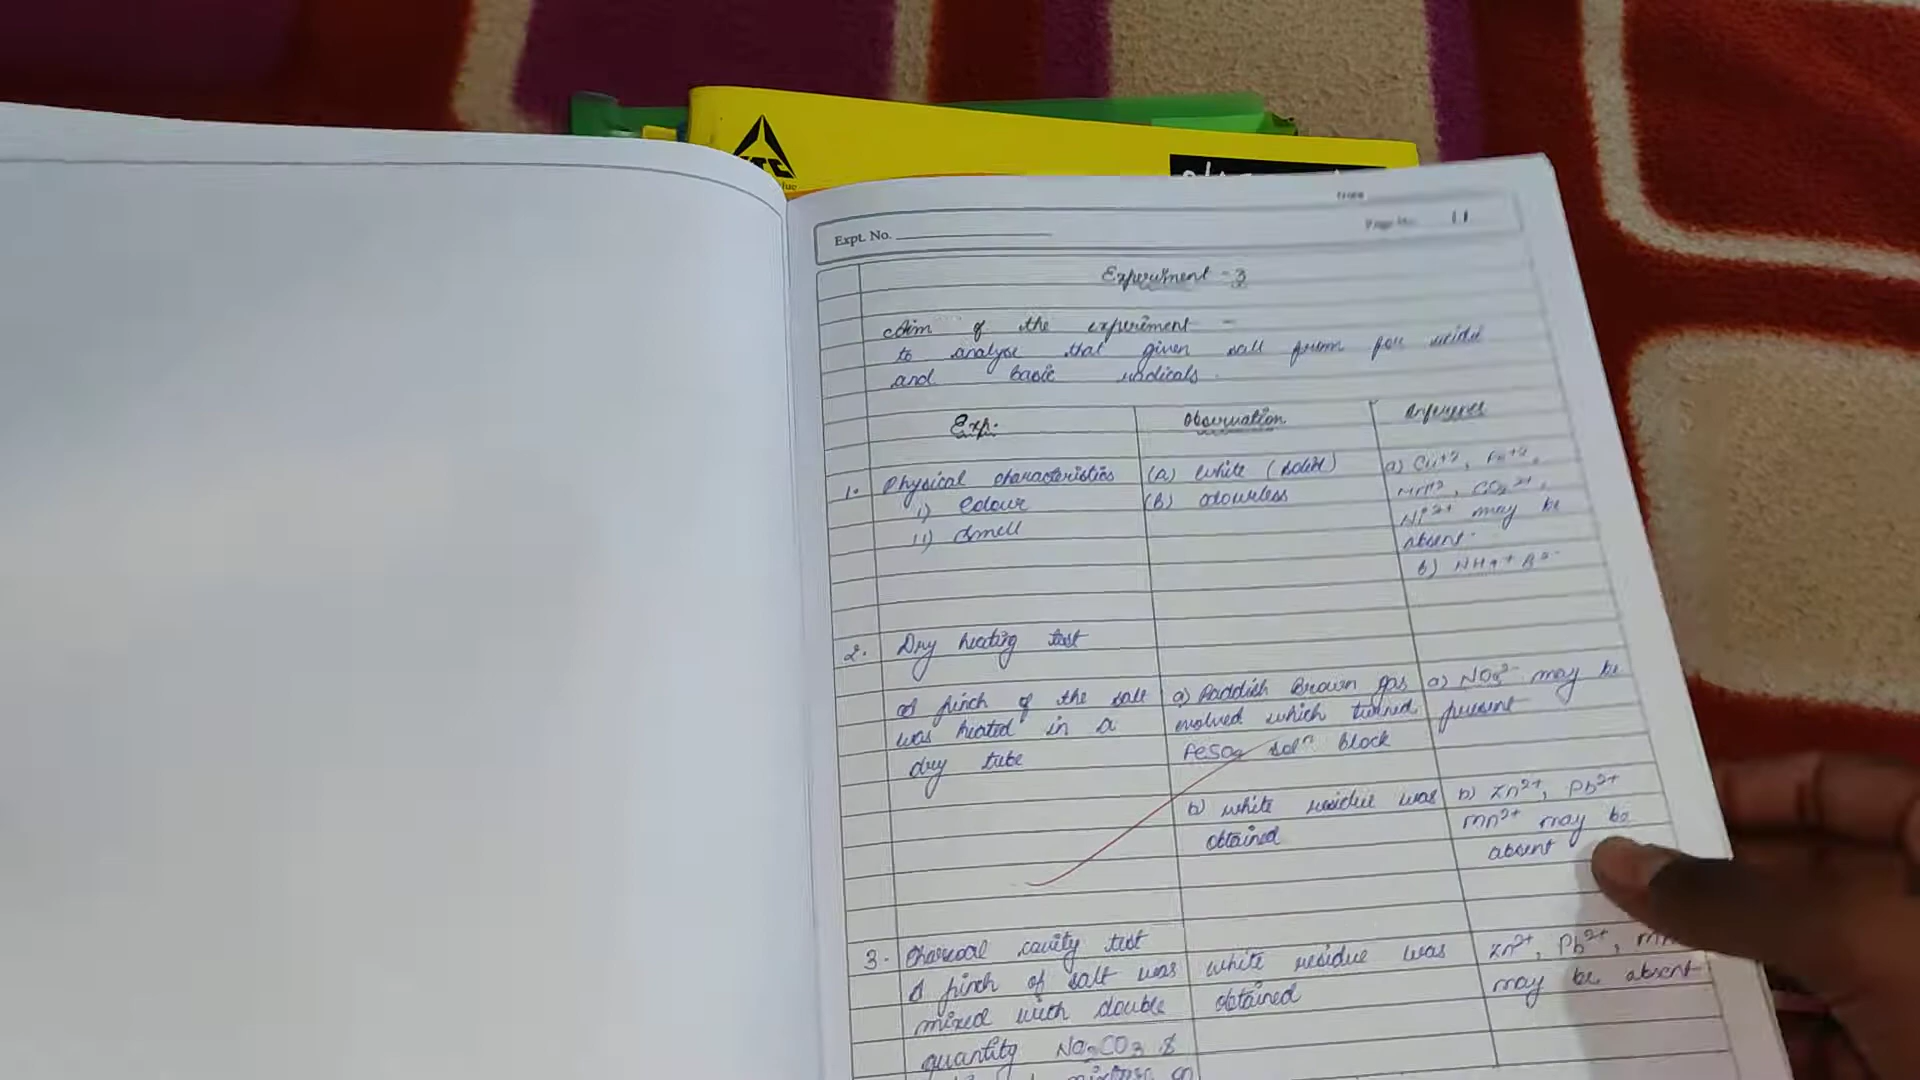 Expt. No.
Page No. 11
Experiment - 3
Aim of the experiment -
to analyse that given salt for acidic
and basic radicals.
Exp.
Observation
Inference
1. Physical characteristics
i) Colour
ii) Smell
(a) White (solid)
(b) odourless
a) Cu+2, Fe+2,
Mn+2, CO 2+,
Ni2+ may be
absent.
b) NH4+
2. Dry heating test
A pinch of the salt
was heated in a
dry tube
a) Raddish Brown gas
evolved which turned
FeSO4 soln block
b) white residue was
obtained
a) NO3- may be
present
b) Zn2+, Pb2+
mn2+ may be
absent
3. Charcoal cavity test
A pinch of salt was
mixed with double
quantity Na2CO3 &
white residue was
obtained
Zn2+, Pb2+,
may be absent